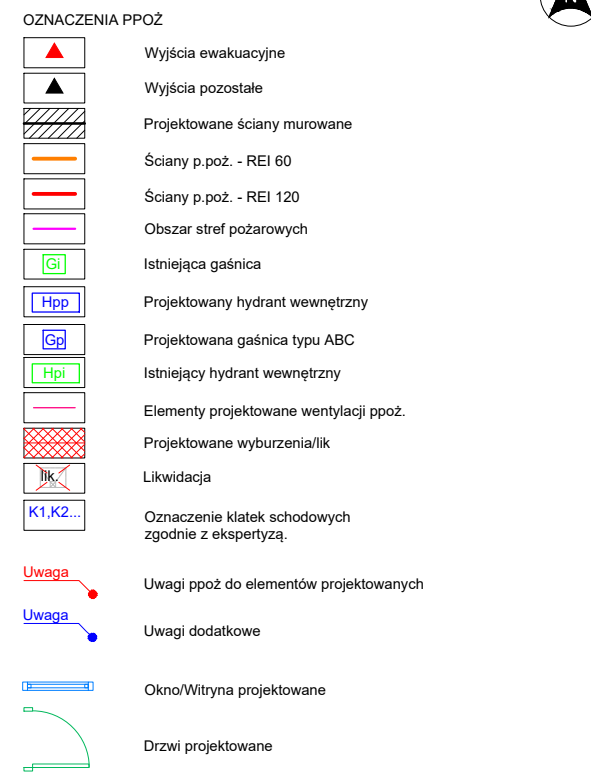 OZNACZENIA PPOŻ
Wyjścia ewakuacyjne
Wyjścia pozostałe
Projektowane ściany murowane
Ściany p.poż. - REI 60
Ściany p.poż. - REI 120
Obszar stref pożarowych
Gi Istniejąca gaśnica
Hpp Projektowany hydrant wewnętrzny
Gp Projektowana gaśnica typu ABC
Hpi Istniejący hydrant wewnętrzny
Elementy projektowane wentylacji ppoż.
Projektowane wyburzenia/lik
lik. Likwidacja
K1,K2... Oznaczenie klatek schodowych
zgodnie z ekspertyzą.
Uwaga Uwagi ppoż do elementów projektowanych
Uwaga Uwagi dodatkowe
Okno/Witryna projektowane
Drzwi projektowane